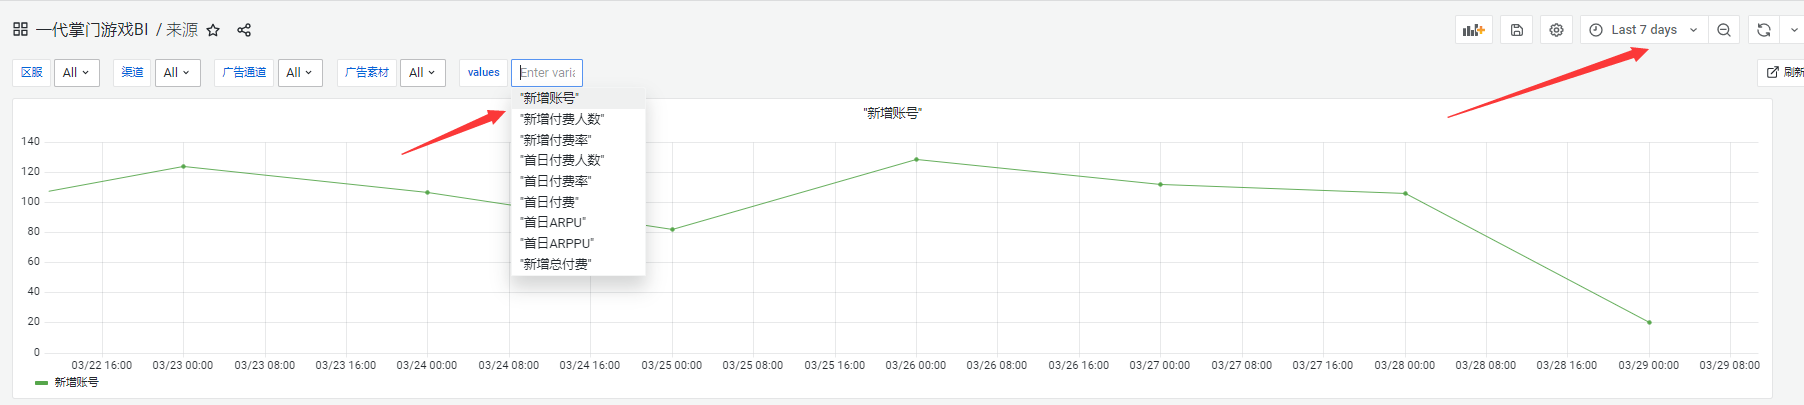 一代掌门游戏BI / 来源
Last 7 days
区服 All 渠道 All 广告通道 All 广告素材 All values Enter varia
刷新
"新增账号"
"新增付费人数"
"新增付费率"
"首日付费人数"
"首日付费率"
"首日付费"
"首日ARPU"
"首日ARPPU"
"新增总付费"
"新增账号"
140
120
100
80
60
40
20
0
03/22 16:00 03/23 00:00 03/23 08:00 03/23 16:00 03/24 00:00 03/24 08:00 03/24 16:00 03/25 00:00 03/25 08:00 03/25 16:00 03/26 00:00 03/26 08:00 03/26 16:00 03/27 00:00 03/27 08:00 03/27 16:00 03/28 00:00 03/28 08:00 03/28 16:00 03/29 00:00 03/29 08:00
新增账号